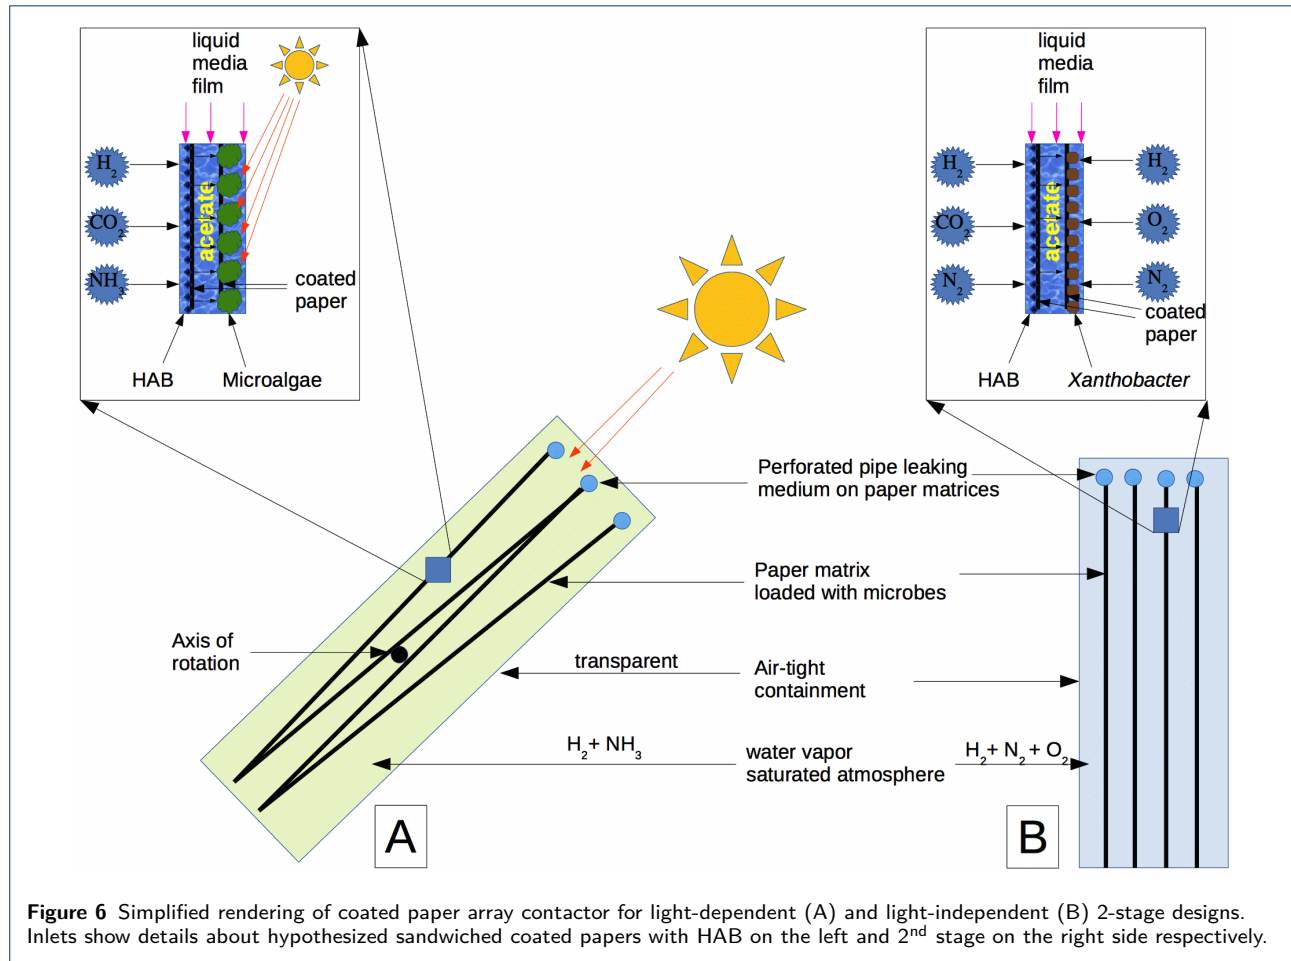 liquid
media
film
H2
CO2
NH3
acerate
coated
paper
HAB
Microalgae
liquid
media
film
H2
CO2
N2
acerate
H2
O2
N2
coated
paper
HAB
Xanthobacter
Perforated pipe leaking
medium on paper matrices
Paper matrix
loaded with microbes
Axis of
rotation
transparent
Air-tight
containment
H2+ NH3
water vapor
saturated atmosphere
H2+ N2 + O2
A
B
Figure 6 Simplified rendering of coated paper array contactor for light-dependent (A) and light-independent (B) 2-stage designs.
Inlets show details about hypothesized sandwiched coated papers with HAB on the left and 2nd stage on the right side respectively.